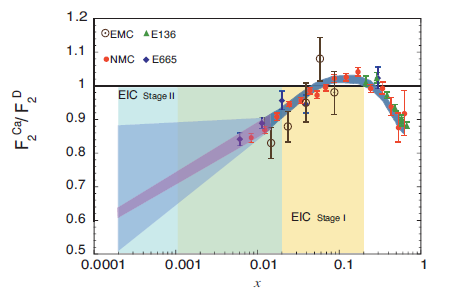 1.2
1.1
1
0.9
0.8
0.7
0.6
0.5
F2Ca/ F2D
EMC E136
NMC E665
EIC Stage II
EIC Stage I
0.0001 0.001 0.01 0.1 1
x